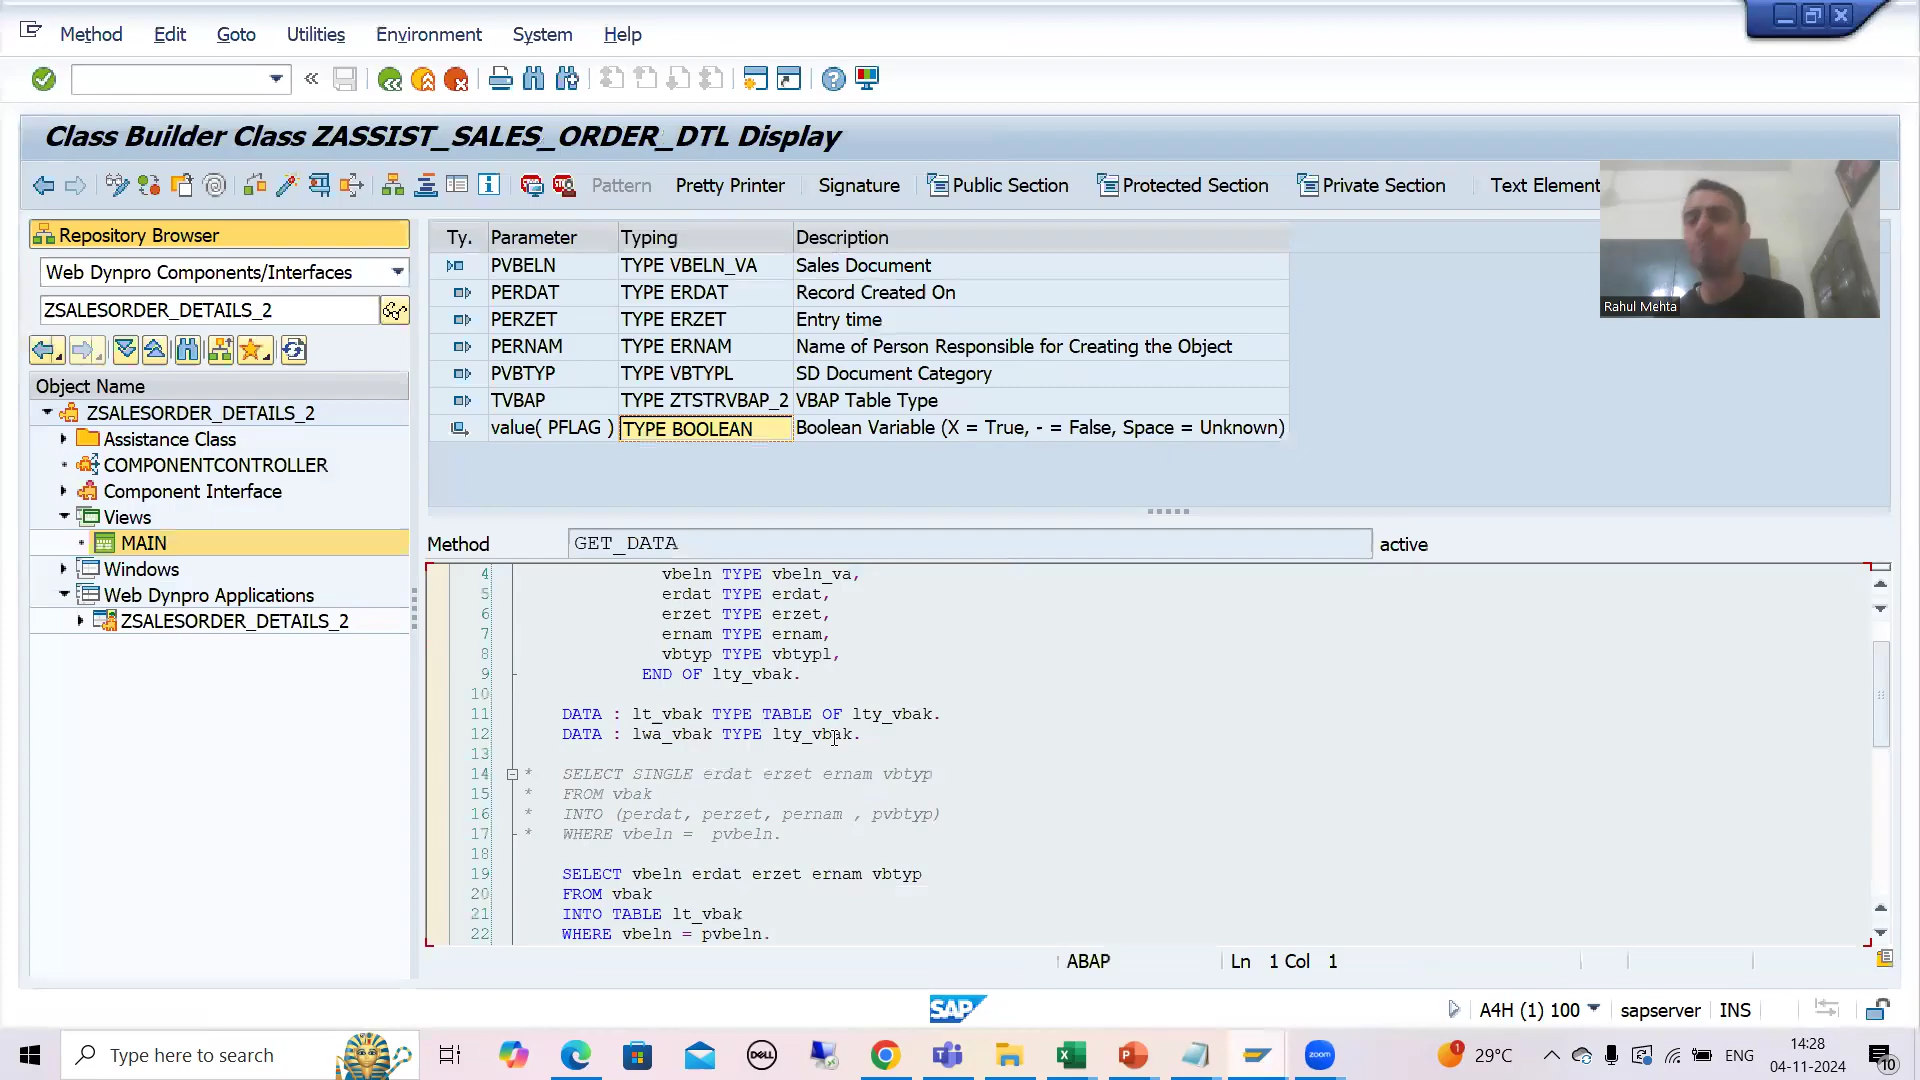 Method Edit Goto Utilities Environment System Help
Class Builder Class ZASSIST_SALES_ORDER_DTL Display
Pattern Pretty Printer Signature Public Section Protected Section Private Section Text Element
Repository Browser
Web Dynpro Components/Interfaces
ZSALESORDER_DETAILS_2
Object Name
ZSALESORDER_DETAILS_2
Assistance Class
COMPONENTCONTROLLER
Component Interface
Views
MAIN
Windows
Web Dynpro Applications
ZSALESORDER_DETAILS_2
Ty. Parameter Typing Description
PVBELN TYPE VBELN_VA Sales Document
PERDAT TYPE ERDAT Record Created On
PERZET TYPE ERZET Entry time
PERNAM TYPE ERNAM Name of Person Responsible for Creating the Object
PVBTYP TYPE VBTYPL SD Document Category
TVBAP TYPE ZTSTRVBAP_2 VBAP Table Type
value( PFLAG ) TYPE BOOLEAN Boolean Variable (X = True, - = False, Space = Unknown)
Rahul Mehta
Method GET_DATA active
4 vbeln TYPE vbeln_va,
5 erdat TYPE erdat,
6 erzet TYPE erzet,
7 ernam TYPE ernam,
8 vbtyp TYPE vbtypl,
9 END OF lty_vbak.
10
11 DATA : lt_vbak TYPE TABLE OF lty_vbak.
12 DATA : lwa_vbak TYPE lty_vbak.
13
14 * SELECT SINGLE erdat erzet ernam vbtyp
15 * FROM vbak
16 * INTO (perdat, perzet, pernam , pvbtyp)
17 * WHERE vbeln = pvbeln.
18
19 SELECT vbeln erdat erzet ernam vbtyp
20 FROM vbak
21 INTO TABLE lt_vbak
22 WHERE vbeln = pvbeln.
ABAP Ln 1 Col 1
SAP
A4H (1) 100 sapserver INS
Type here to search
DELL
zoom
1
29°C
ENG
14:28
04-11-2024
10